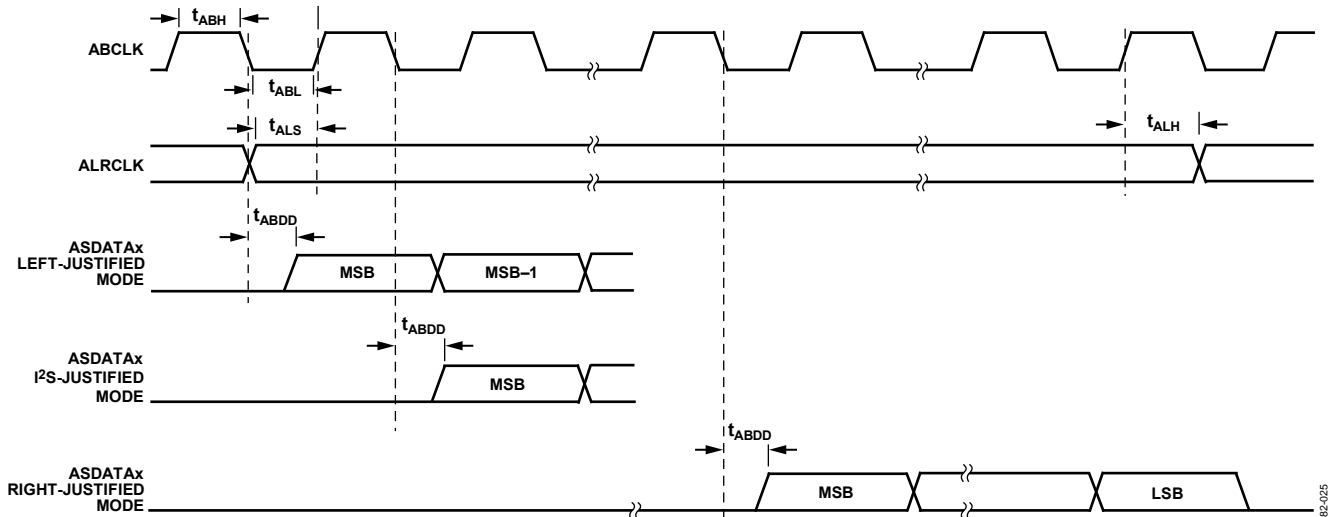 tABH
ABCLK
tABL
tALS
tALH
ALRCLK
tABDD
ASDATAx
LEFT-JUSTIFIED
MODE
MSB
MSB–1
tABDD
ASDATAx
I²S-JUSTIFIED
MODE
MSB
tABDD
ASDATAx
RIGHT-JUSTIFIED
MODE
MSB
LSB
82-025